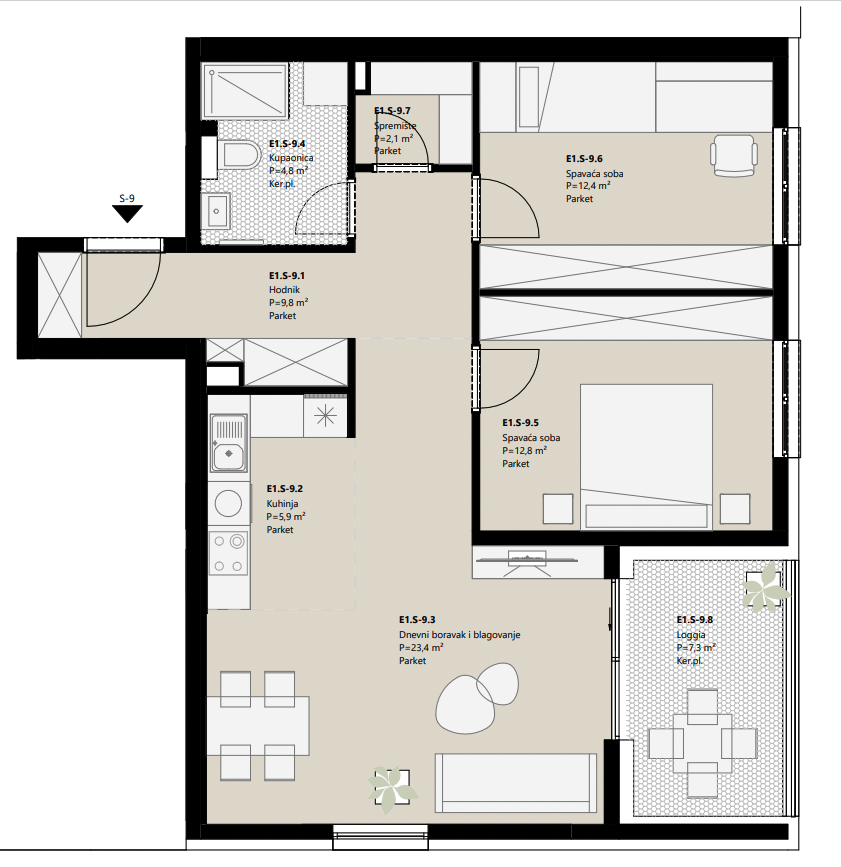 E1.S-9.7
Spremište
P=2,1 m²
Parket
E1.S-9.4
Kupaonica
P=4,8 m²
Ker.pl.
E1.S-9.6
Spavaća soba
P=12,4 m²
Parket
S-9
E1.S-9.1
Hodnik
P=9,8 m²
Parket
E1.S-9.5
Spavaća soba
P=12,8 m²
Parket
E1.S-9.2
Kuhinja
P=5,9 m²
Parket
E1.S-9.3
Dnevni boravak i blagovanje
P=23,4 m²
Parket
E1.S-9.8
Loggia
P=7,3 m²
Ker.pl.